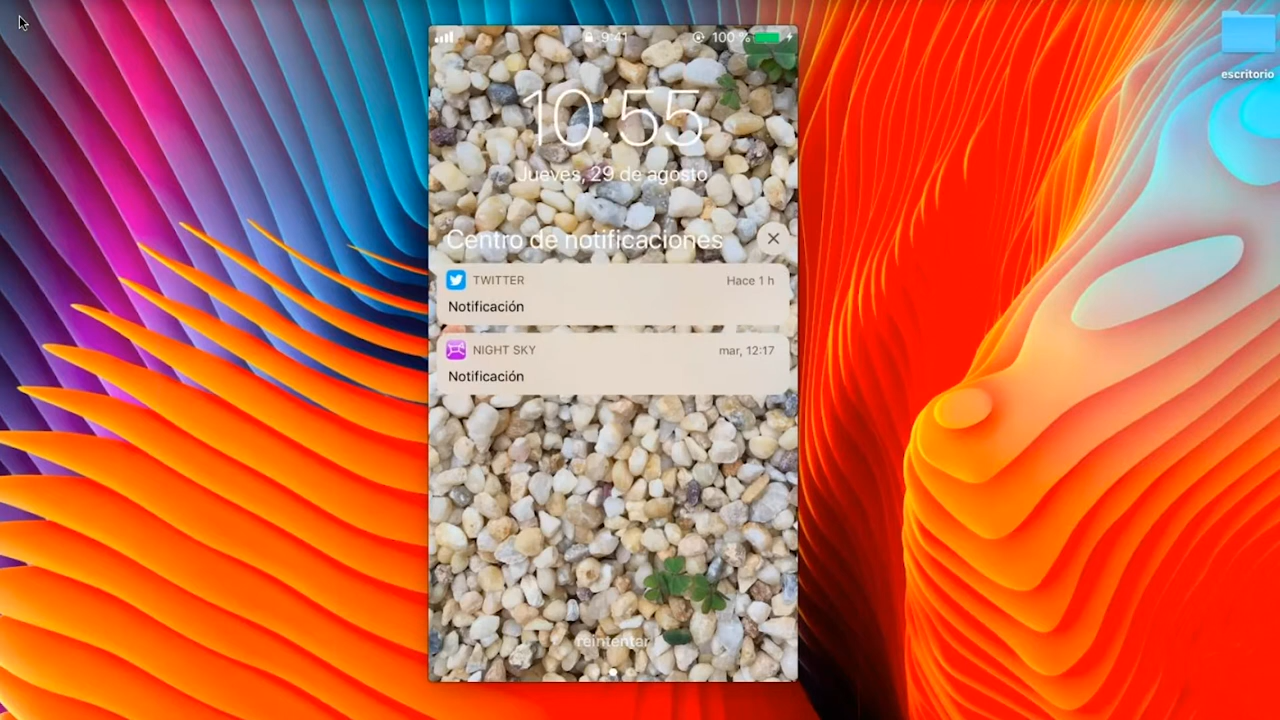 9:41
100 %
escritorio
10:55
Jueves, 29 de agosto
Centro de notificaciones
TWITTER
Hace 1 h
Notificación
NIGHT SKY
mar, 12:17
Notificación
reintentar